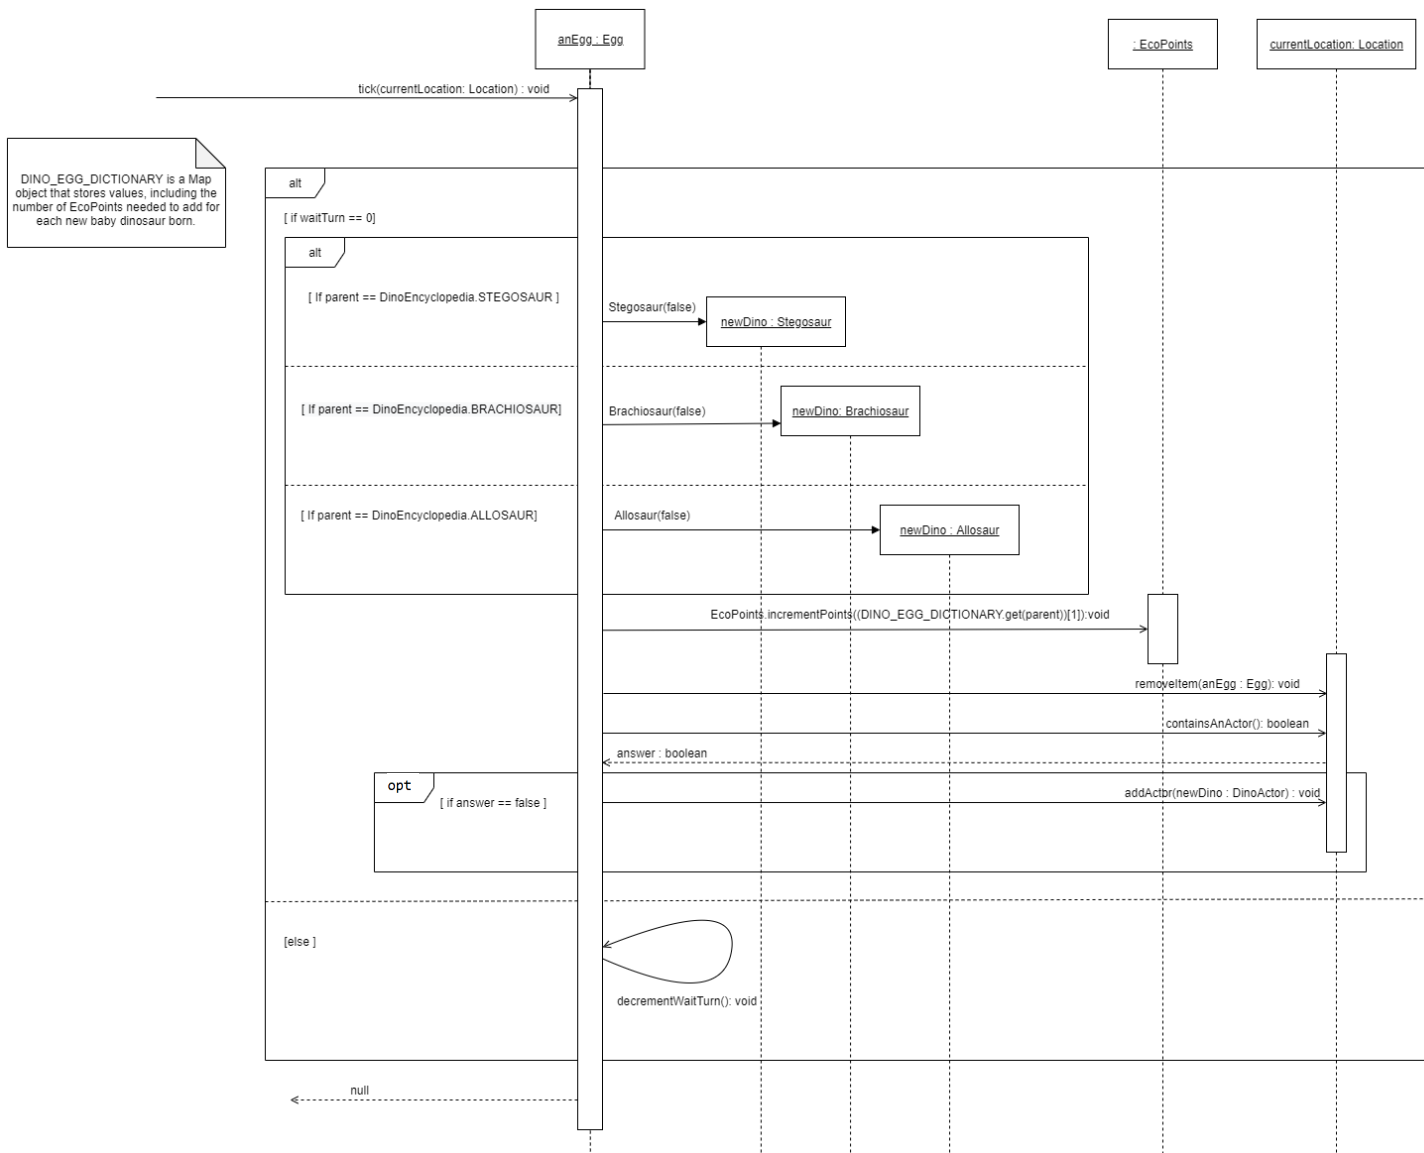 anEgg : Egg
: EcoPoints
currentLocation: Location
tick(currentLocation: Location) : void
DINO_EGG_DICTIONARY is a Map
object that stores values, including the
number of EcoPoints needed to add for
each new baby dinosaur born.
alt
[ if waitTurn == 0]
alt
[ If parent == DinoEncyclopedia.STEGOSAUR ]
Stegosaur(false)
newDino : Stegosaur
[ If parent == DinoEncyclopedia.BRACHIOSAUR]
Brachiosaur(false)
newDino: Brachiosaur
[ If parent == DinoEncyclopedia.ALLOSAUR]
Allosaur(false)
newDino : Allosaur
EcoPoints.incrementPoints((DINO_EGG_DICTIONARY.get(parent))[1]):void
removeItem(anEgg : Egg): void
containsAnActor(): boolean
answer : boolean
opt
[ if answer == false ]
addActor(newDino : DinoActor) : void
[else ]
decrementWaitTurn(): void
null